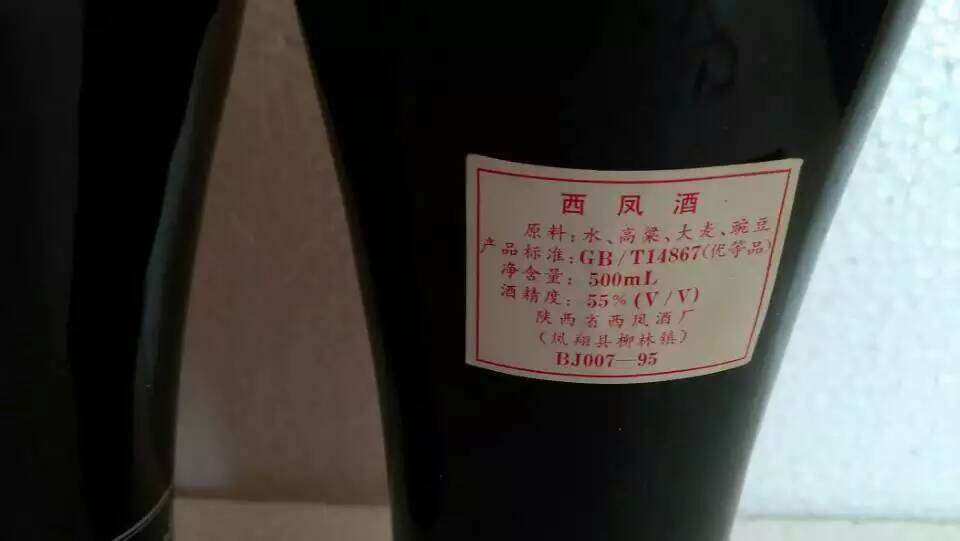 西凤酒
原料：水、高粱、大麦、豌豆
产品标准：GB/T14867(优等品)
净含量：500mL
酒精度：55%(V/V)
陕西省西凤酒厂
(凤翔县柳林镇)
BJ007—95